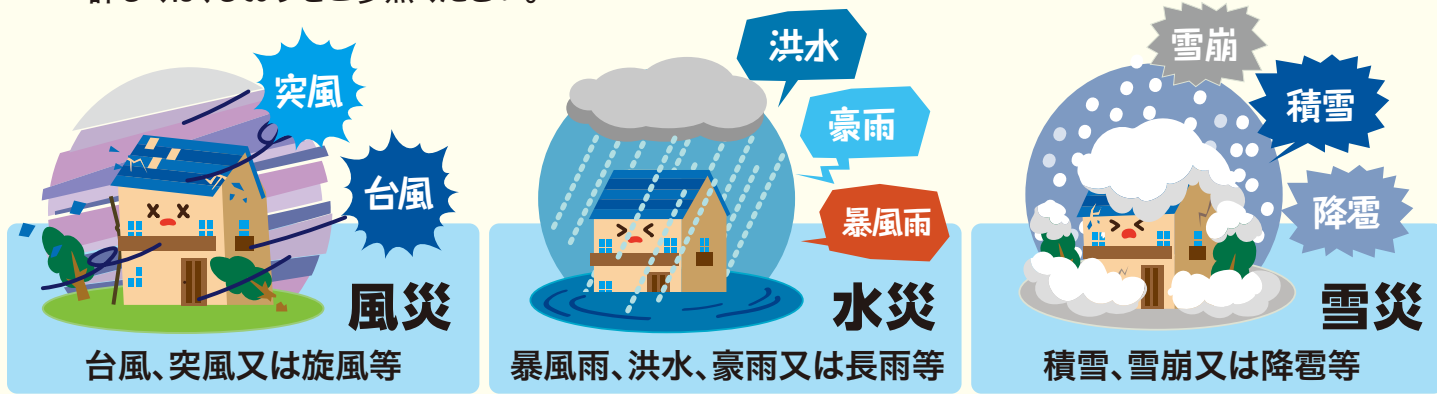 突風
台風
風災
台風、突風又は旋風等
洪水
豪雨
暴風雨
水災
暴風雨、洪水、豪雨又は長雨等
雪崩
積雪
降雹
雪災
積雪、雪崩又は降雹等